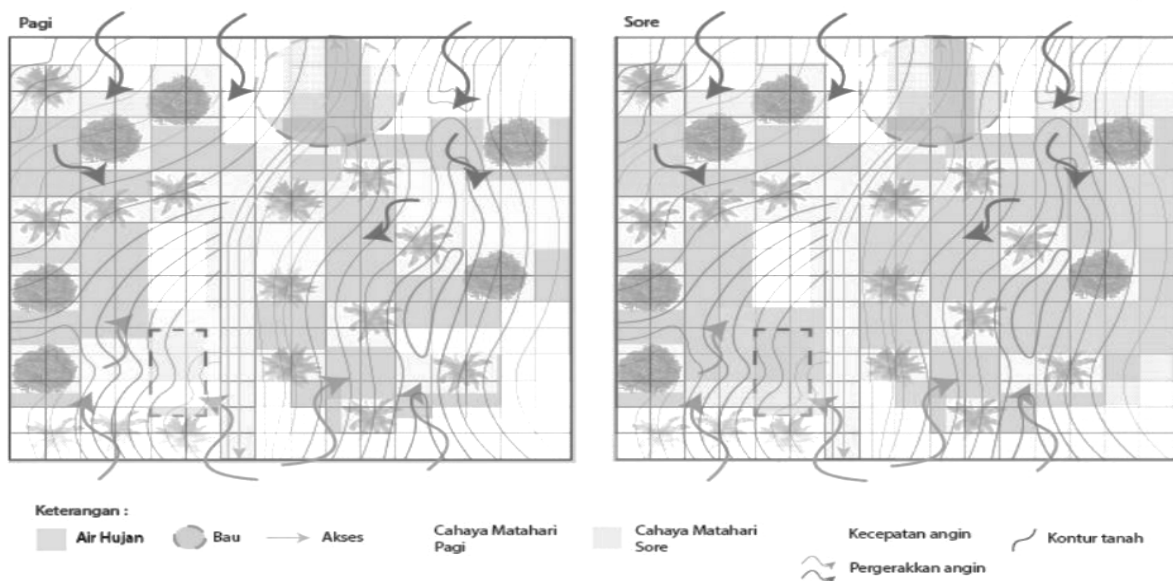 Pagi
Sore
Keterangan :
Air Hujan
Bau
Akses
Cahaya Matahari
Pagi
Cahaya Matahari
Sore
Kecepatan angin
Pergerakkan angin
Kontur tanah